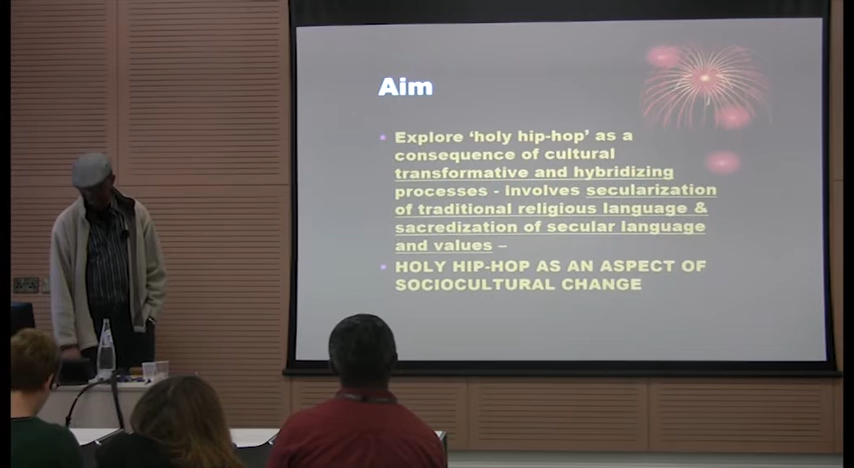 Aim
Explore ‘holy hip-hop’ as a
consequence of cultural
transformative and hybridizing
processes - Involves secularization
of traditional religious language &
sacredization of secular language
and values –
HOLY HIP-HOP AS AN ASPECT OF
SOCIOCULTURAL CHANGE